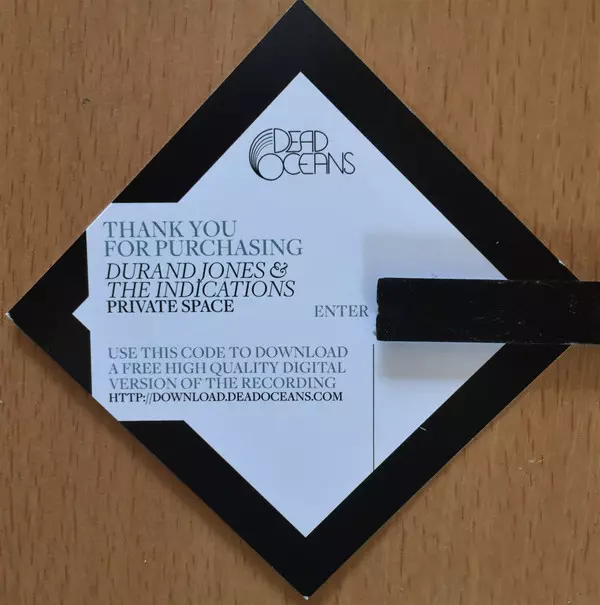 DEAD
OCEANS
THANK YOU
FOR PURCHASING
DURAND JONES &
THE INDICATIONS
PRIVATE SPACE
ENTER
USE THIS CODE TO DOWNLOAD
A FREE HIGH QUALITY DIGITAL
VERSION OF THE RECORDING
HTTP://DOWNLOAD.DEADOCEANS.COM